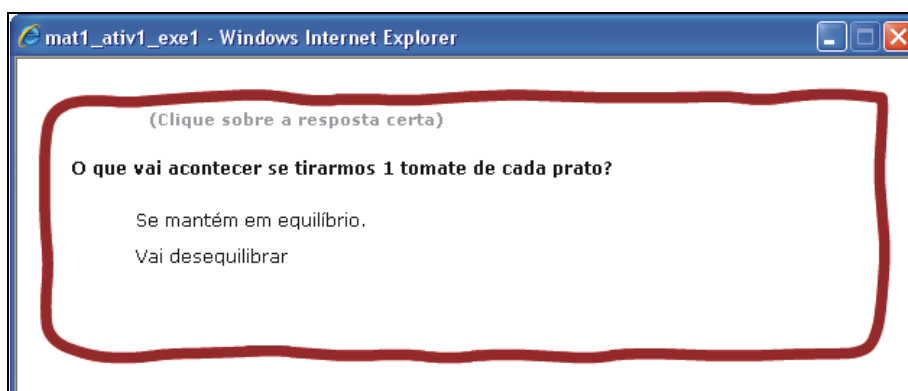 mat1_ativ1_exe1 - Windows Internet Explorer
(Clique sobre a resposta certa)
O que vai acontecer se tirarmos 1 tomate de cada prato?
Se mantém em equilíbrio.
Vai desequilibrar